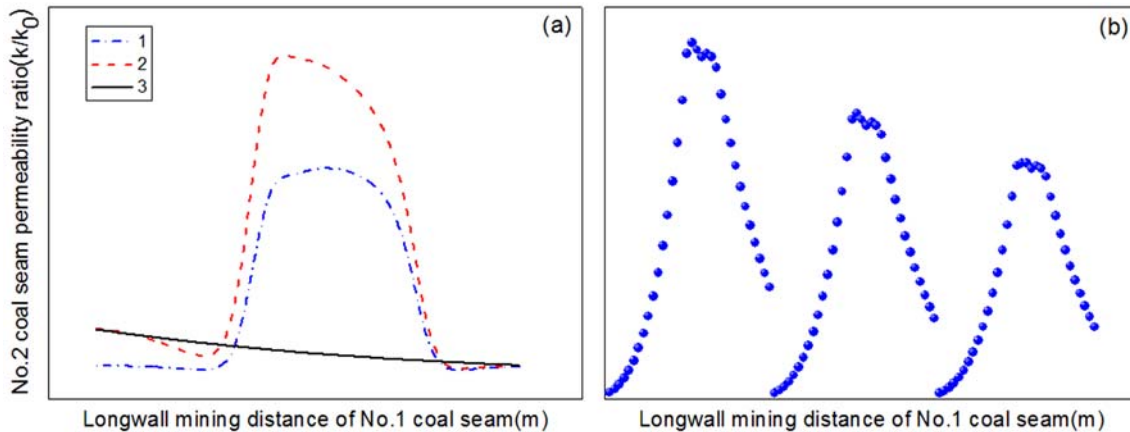 (a)
1
2
3
No.2 coal seam permeability ratio(k/k0)
Longwall mining distance of No.1 coal seam(m)
(b)
Longwall mining distance of No.1 coal seam(m)